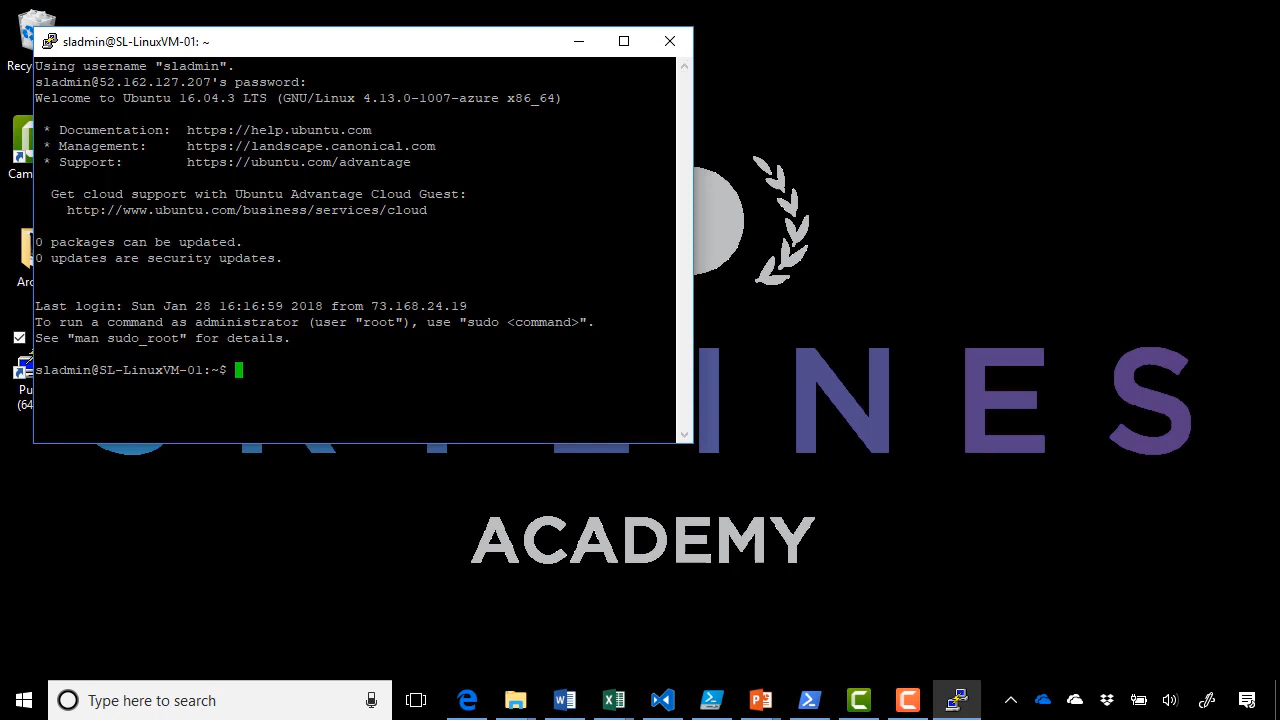 Recy
Cam
Arc
Pu
(64
sladmin@SL-LinuxVM-01: ~
Using username "sladmin".
sladmin@52.162.127.207's password:
Welcome to Ubuntu 16.04.3 LTS (GNU/Linux 4.13.0-1007-azure x86_64)
* Documentation:  https://help.ubuntu.com
* Management:     https://landscape.canonical.com
* Support:        https://ubuntu.com/advantage
Get cloud support with Ubuntu Advantage Cloud Guest:
http://www.ubuntu.com/business/services/cloud
0 packages can be updated.
0 updates are security updates.
Last login: Sun Jan 28 16:16:59 2018 from 73.168.24.19
To run a command as administrator (user "root"), use "sudo <command>".
See "man sudo_root" for details.
sladmin@SL-LinuxVM-01:~$
INES
ACADEMY
Type here to search